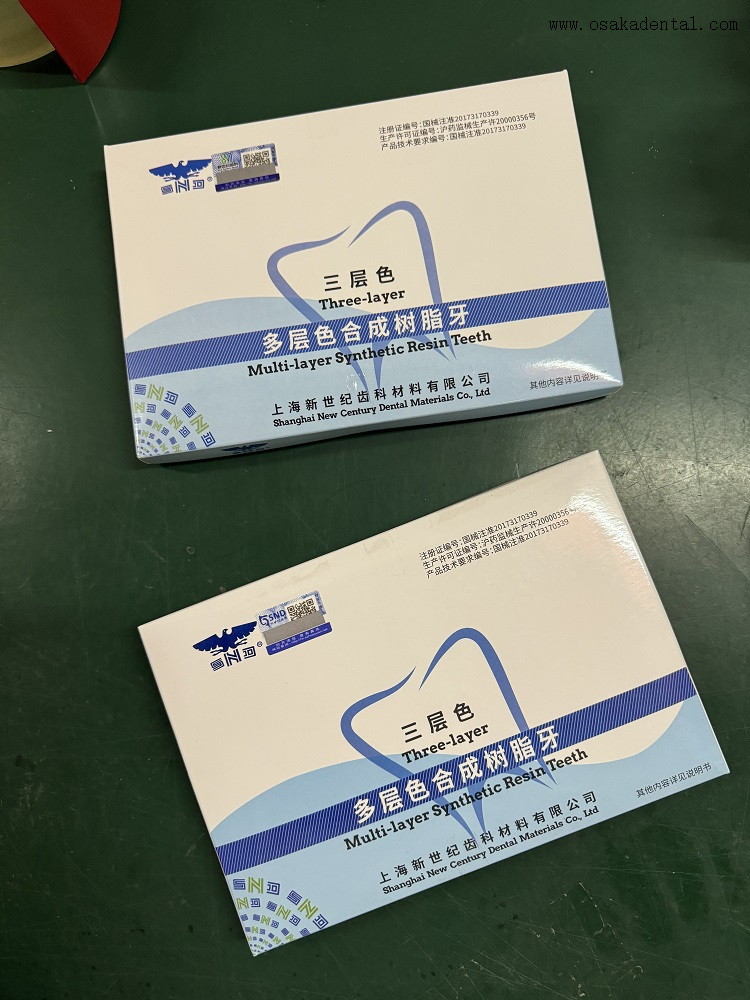 www.osakadental.com
注册证编号:国械注准20173170339
生产许可证编号:沪药监械生产许20000356号
产品技术要求编号:国械注准20173170339
三层色
Three-layer
多层色合成树脂牙
Multi-layer Synthetic Resin Teeth
上海新世纪齿科材料有限公司
Shanghai New Century Dental Materials Co., Ltd
其他内容详见说明书
注册证编号:国械注准20173170339
生产许可证编号:沪药监械生产许20000356号
产品技术要求编号:国械注准20173170339
SND
三层色
Three-layer
多层色合成树脂牙
Multi-layer Synthetic Resin Teeth
上海新世纪齿科材料有限公司
Shanghai New Century Dental Materials Co., Ltd
其他内容详见说明书